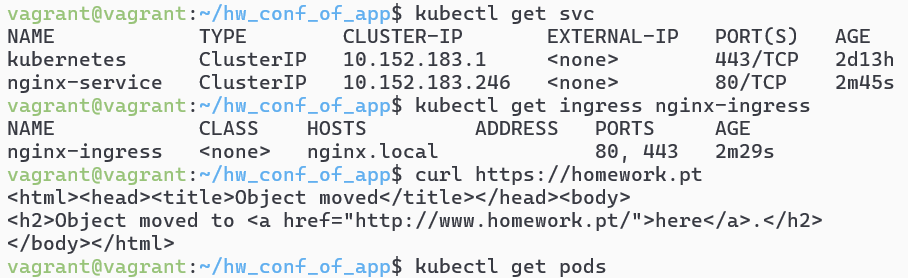 vagrant@vagrant:~/hw_conf_of_app$ kubectl get svc
NAME            TYPE        CLUSTER-IP       EXTERNAL-IP   PORT(S)   AGE
kubernetes      ClusterIP   10.152.183.1     <none>        443/TCP   2d13h
nginx-service   ClusterIP   10.152.183.246   <none>        80/TCP    2m45s
vagrant@vagrant:~/hw_conf_of_app$ kubectl get ingress nginx-ingress
NAME            CLASS    HOSTS         ADDRESS   PORTS     AGE
nginx-ingress   <none>   nginx.local             80, 443   2m29s
vagrant@vagrant:~/hw_conf_of_app$ curl https://homework.pt
<html><head><title>Object moved</title></head><body>
<h2>Object moved to <a href="http://www.homework.pt/">here</a>.</h2>
</body></html>
vagrant@vagrant:~/hw_conf_of_app$ kubectl get pods